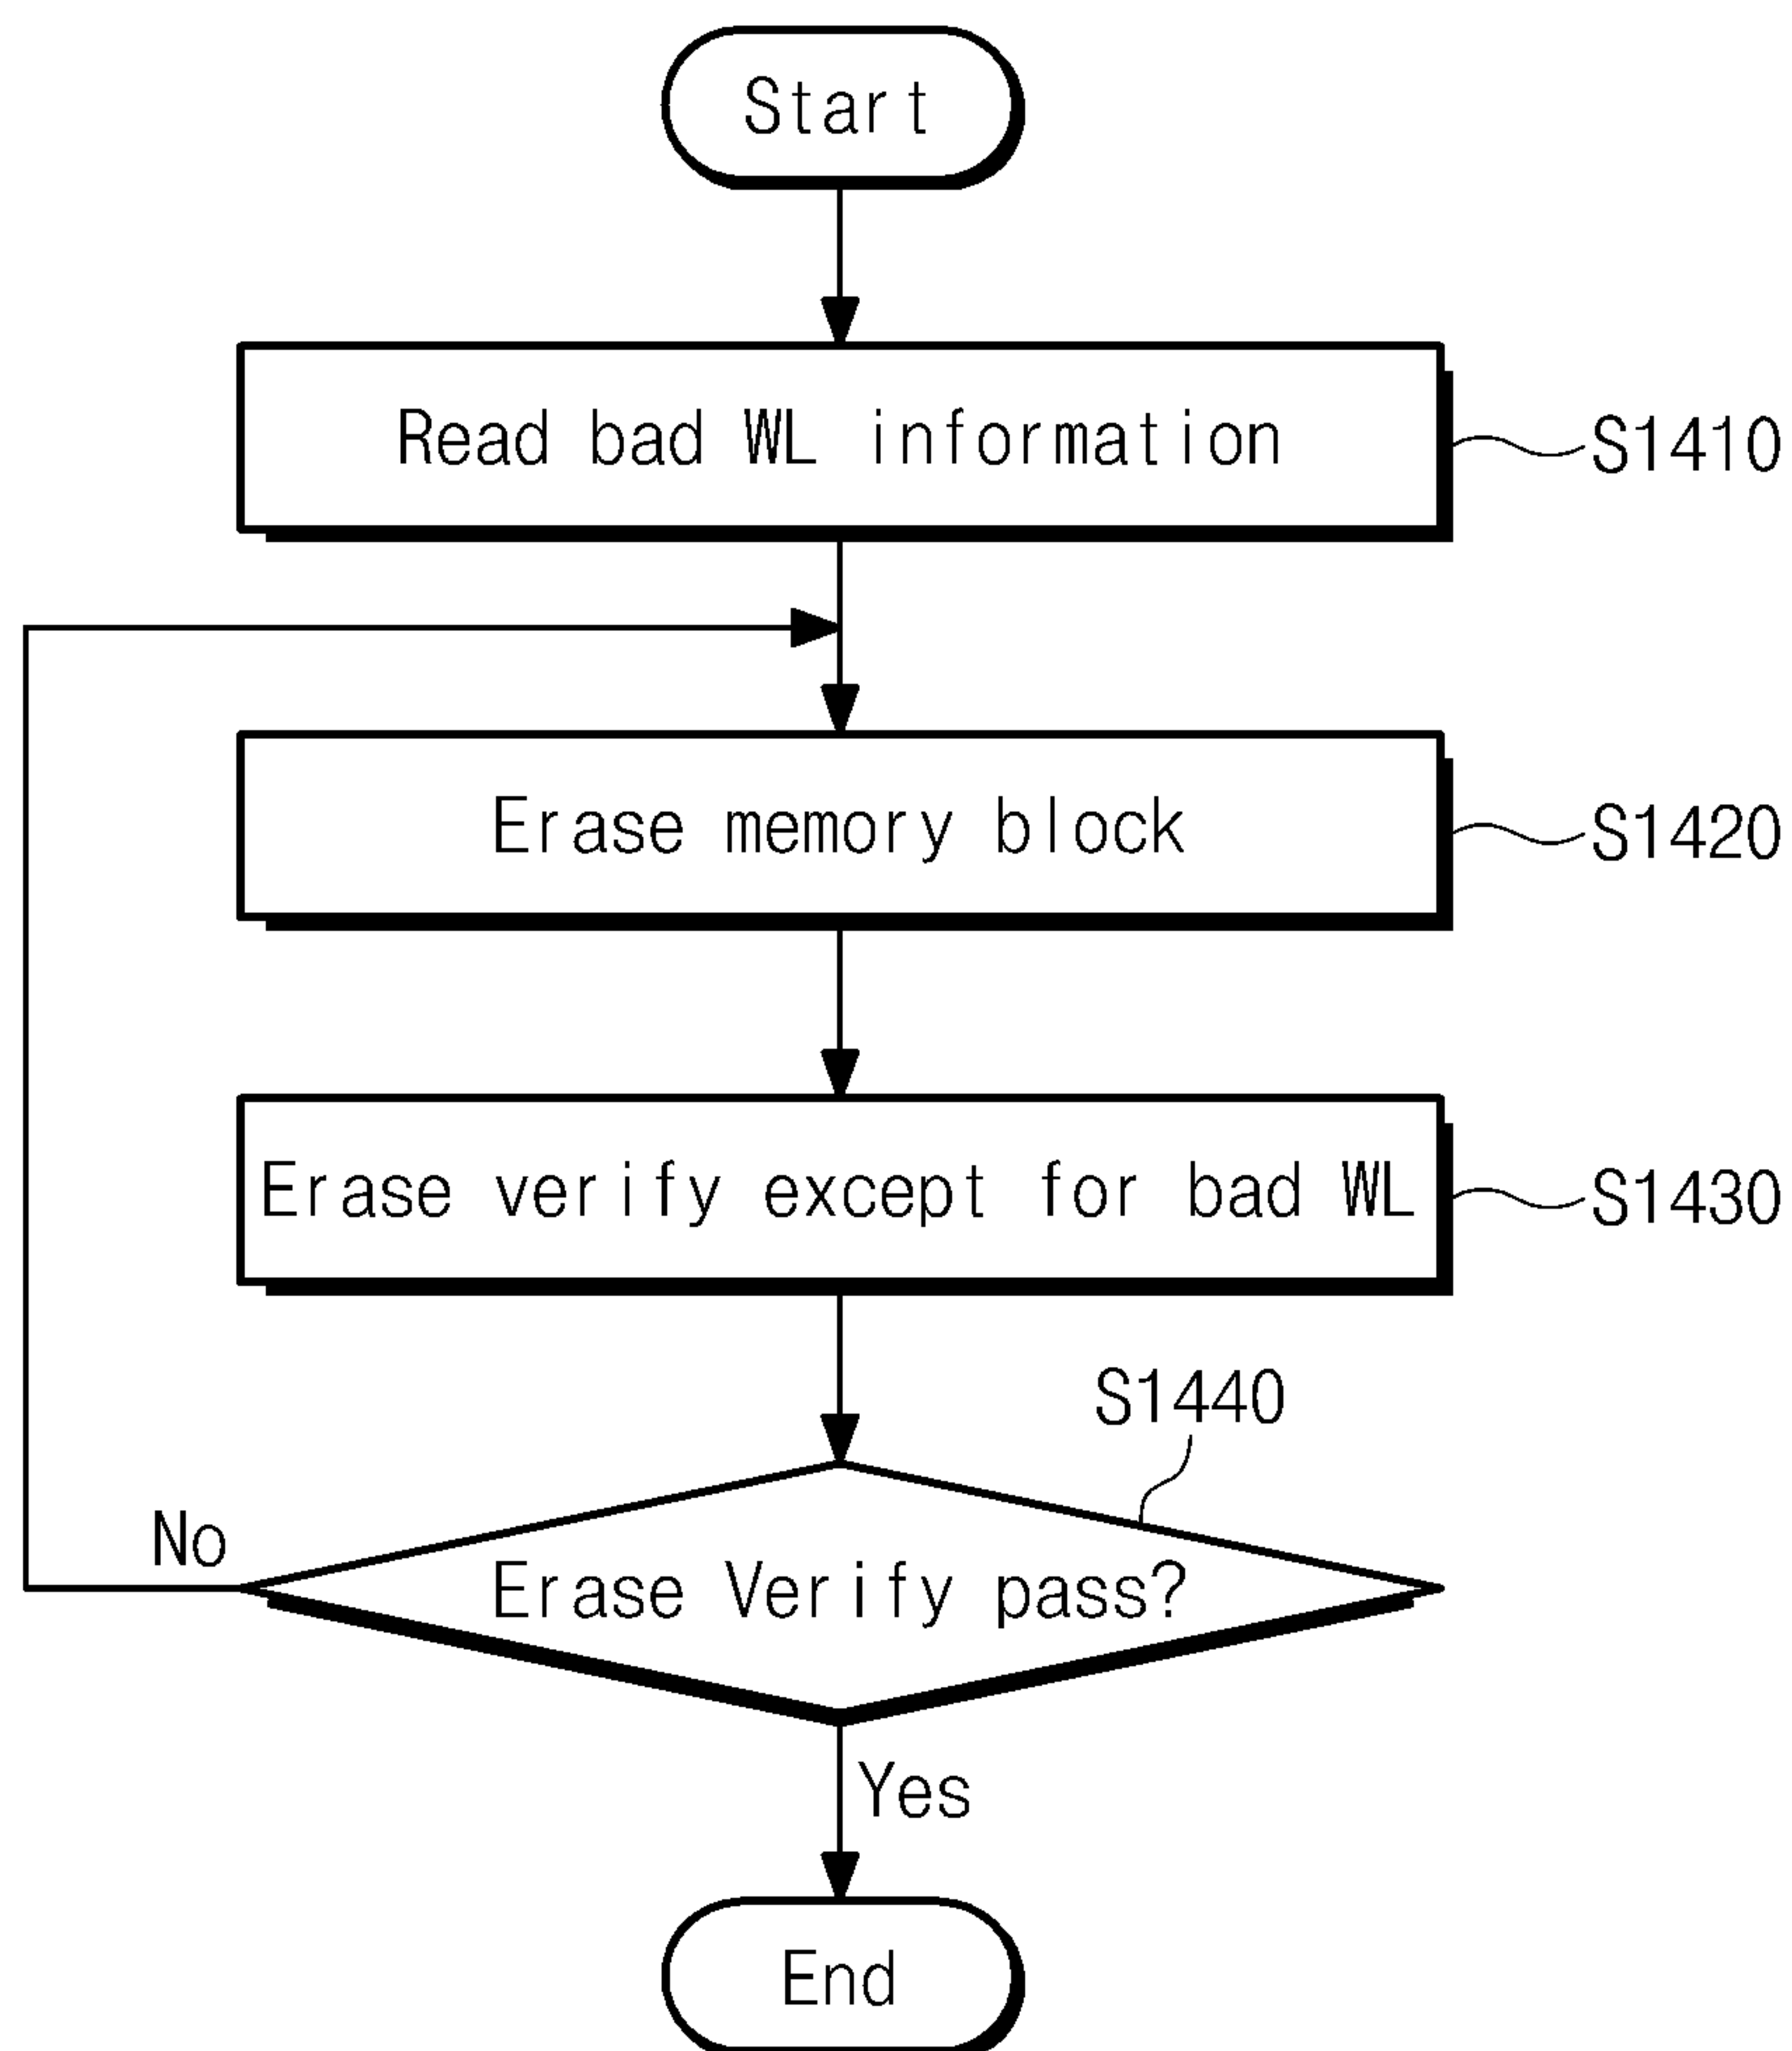 Start
Read bad WL information
S1410
Erase memory block
S1420
Erase verify except for bad WL
S1430
S1440
No
Erase Verify pass?
Yes
End